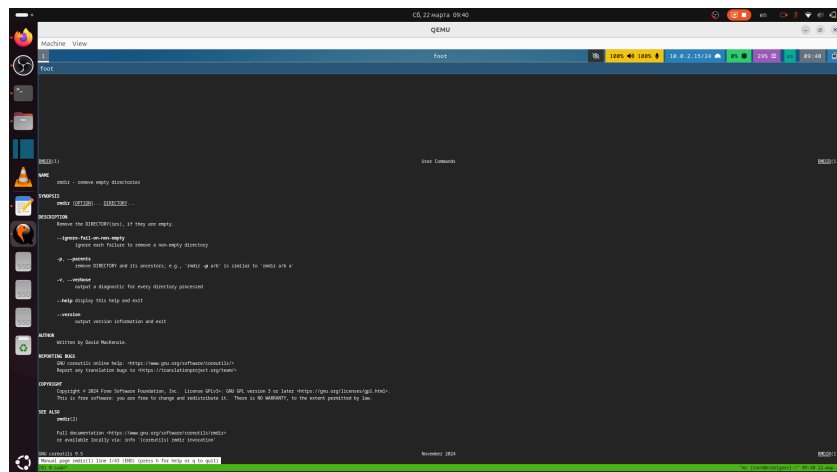 Сб, 22 марта 09:40
en
QEMU
Machine View
1
foot
100% 100%
10.0.2.15/24
0%
29%
us
09:40
foot
RMDIR(1)
User Commands
RMDIR(1
NAME
rmdir - remove empty directories
SYNOPSIS
rmdir [OPTION]... DIRECTORY...
DESCRIPTION
Remove the DIRECTORY(ies), if they are empty.
--ignore-fail-on-non-empty
ignore each failure to remove a non-empty directory
-p, --parents
remove DIRECTORY and its ancestors; e.g., 'rmdir -p a/b' is similar to 'rmdir a/b a'
-v, --verbose
output a diagnostic for every directory processed
--help display this help and exit
--version
output version information and exit
AUTHOR
Written by David MacKenzie.
REPORTING BUGS
GNU coreutils online help: <https://www.gnu.org/software/coreutils/>
Report any translation bugs to <https://translationproject.org/team/>
COPYRIGHT
Copyright © 2024 Free Software Foundation, Inc. License GPLv3+: GNU GPL version 3 or later <https://gnu.org/licenses/gpl.html>.
This is free software: you are free to change and redistribute it. There is NO WARRANTY, to the extent permitted by law.
SEE ALSO
rmdir(2)
Full documentation <https://www.gnu.org/software/coreutils/rmdir>
or available locally via: info '(coreutils) rmdir invocation'
GNU coreutils 9.5
November 2024
RMDIR(1
Manual page rmdir(1) line 1/43 (END) (press h for help or q to quit)